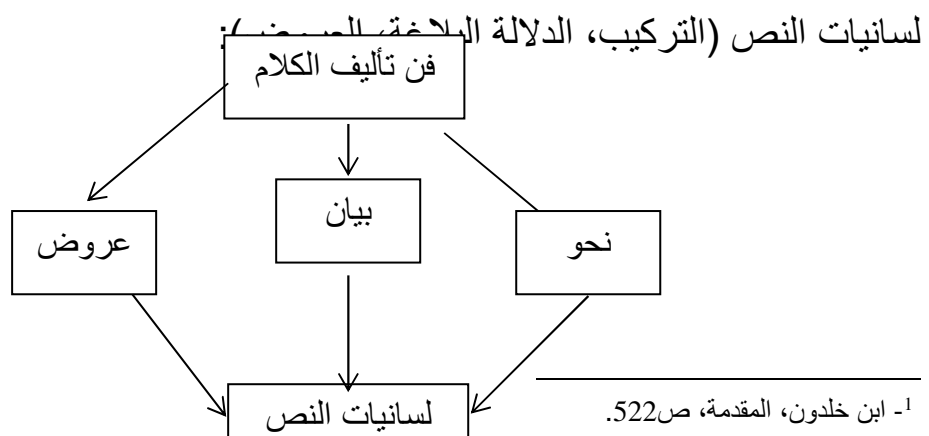 لسانيات النص (التركيب، الدلالة البلاغة، العروض):
فن تأليف الكلام
نحو
بيان
عروض
لسانيات النص
1- ابن خلدون، المقدمة، ص522.